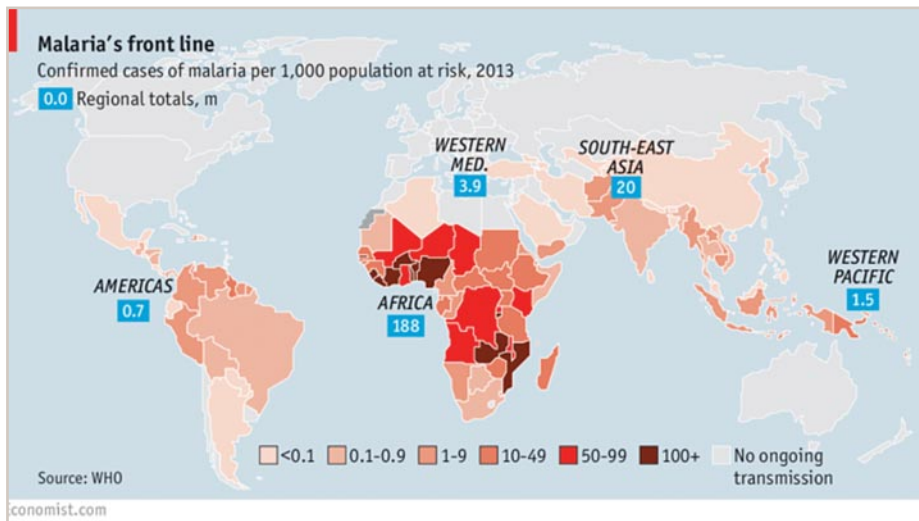 Malaria's front line
Confirmed cases of malaria per 1,000 population at risk, 2013
0.0 Regional totals, m
WESTERN
MED.
3.9
SOUTH-EAST
ASIA
20
AMERICAS
0.7
AFRICA
188
WESTERN
PACIFIC
1.5
<0.1 0.1-0.9 1-9 10-49 50-99 100+ No ongoing
transmission
Source: WHO
conomist.com